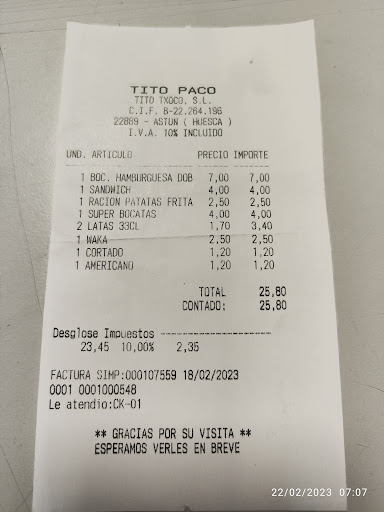 TITO PACO
TITO TXOCO, S.L.
C.I.F. B-22.264.196
22889 - ASTUN ( HUESCA )
I.V.A. 10% INCLUIDO
UND. ARTICULO PRECIO IMPORTE
1 BOC. HAMBURGUESA DOB 7,00 7,00
1 SANDWICH 4,00 4,00
1 RACION PATATAS FRITA 2,50 2,50
1 SUPER BOCATAS 4,00 4,00
2 LATAS 33CL 1,70 3,40
1 WAKA 2,50 2,50
1 CORTADO 1,20 1,20
1 AMERICANO 1,20 1,20
TOTAL 25,80
CONTADO: 25,80
Desglose Impuestos ------------------
23,45 10,00% 2,35
FACTURA SIMP:000107559 18/02/2023
0001 0001000548
Le atendio:CK-01
** GRACIAS POR SU VISITA **
ESPERAMOS VERLES EN BREVE
22/02/2023 07:07